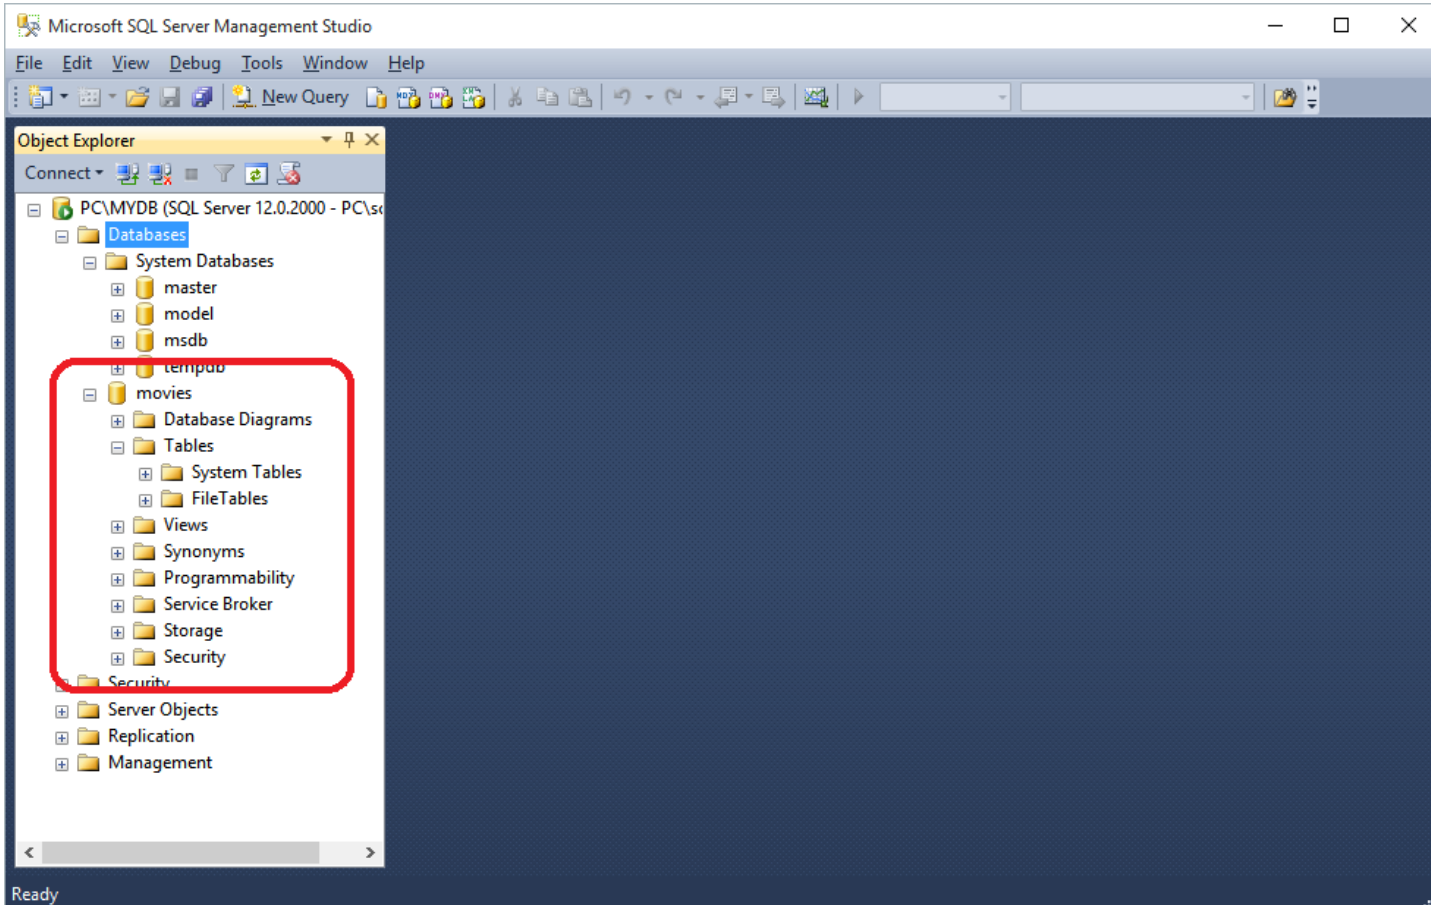 Microsoft SQL Server Management Studio
File Edit View Debug Tools Window Help
New Query
Object Explorer
Connect
PC\MYDB (SQL Server 12.0.2000 - PC\
Databases
System Databases
master
model
msdb
tempdb
movies
Database Diagrams
Tables
System Tables
FileTables
Views
Synonyms
Programmability
Service Broker
Storage
Security
Security
Server Objects
Replication
Management
Ready